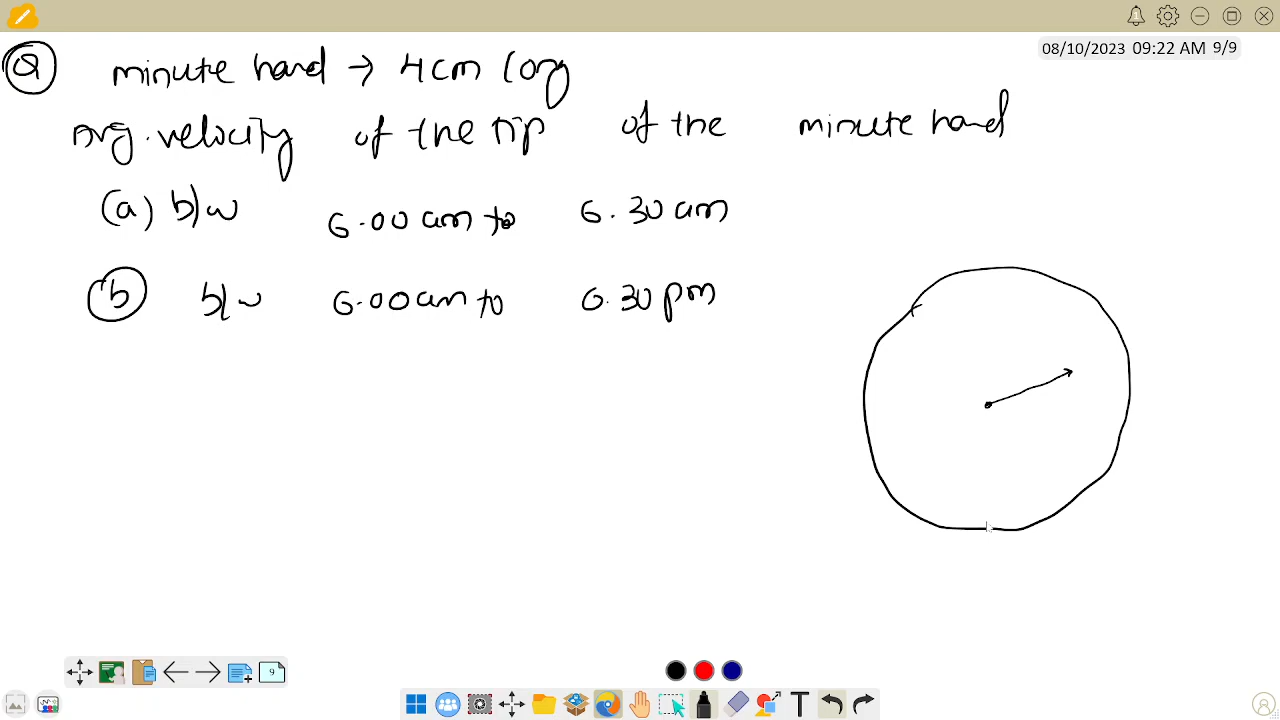 08/10/2023 09:22 AM 9/9
Q minute hand → 4cm long
Avg. velocity of the tip of the minute hand
(a) b/w 6.00 am to 6.30 am
(b) b/w 6.00 am to 6.30 pm
9
T